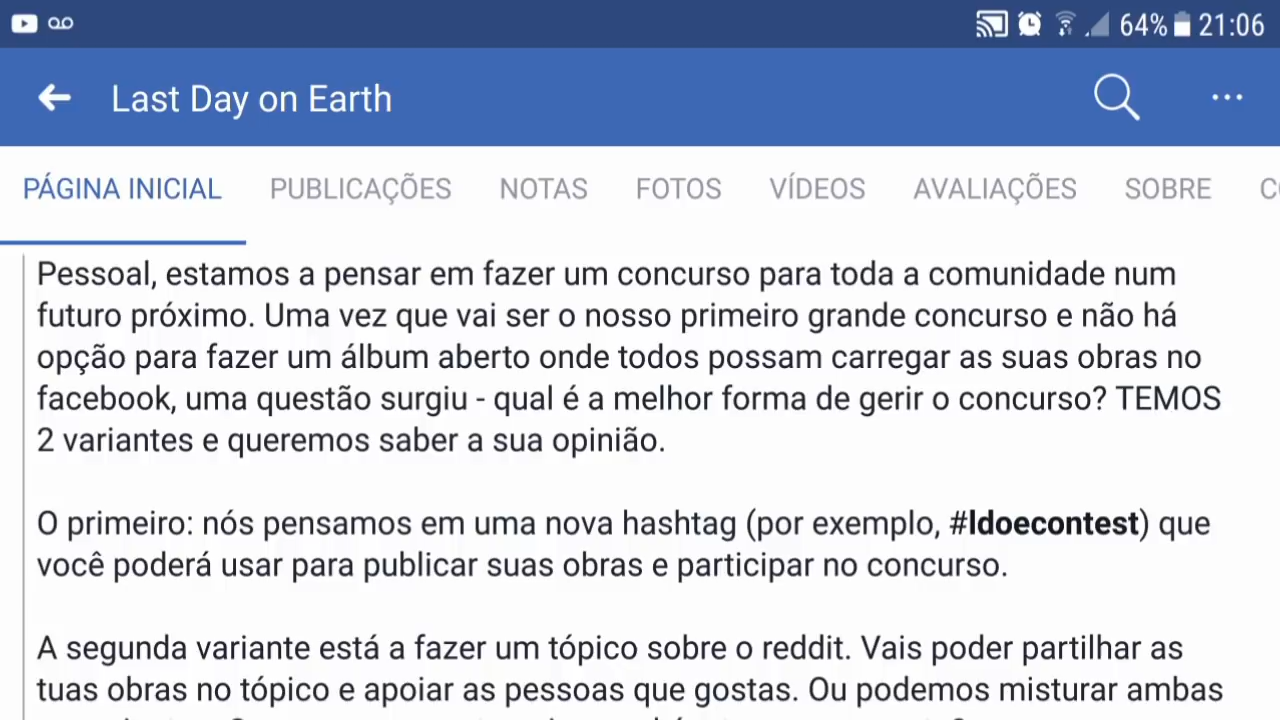 64% 21:06
Last Day on Earth
PÁGINA INICIAL PUBLICAÇÕES NOTAS FOTOS VÍDEOS AVALIAÇÕES SOBRE
Pessoal, estamos a pensar em fazer um concurso para toda a comunidade num
futuro próximo. Uma vez que vai ser o nosso primeiro grande concurso e não há
opção para fazer um álbum aberto onde todos possam carregar as suas obras no
facebook, uma questão surgiu - qual é a melhor forma de gerir o concurso? TEMOS
2 variantes e queremos saber a sua opinião.
O primeiro: nós pensamos em uma nova hashtag (por exemplo, #ldoecontest) que
você poderá usar para publicar suas obras e participar no concurso.
A segunda variante está a fazer um tópico sobre o reddit. Vais poder partilhar as
tuas obras no tópico e apoiar as pessoas que gostas. Ou podemos misturar ambas